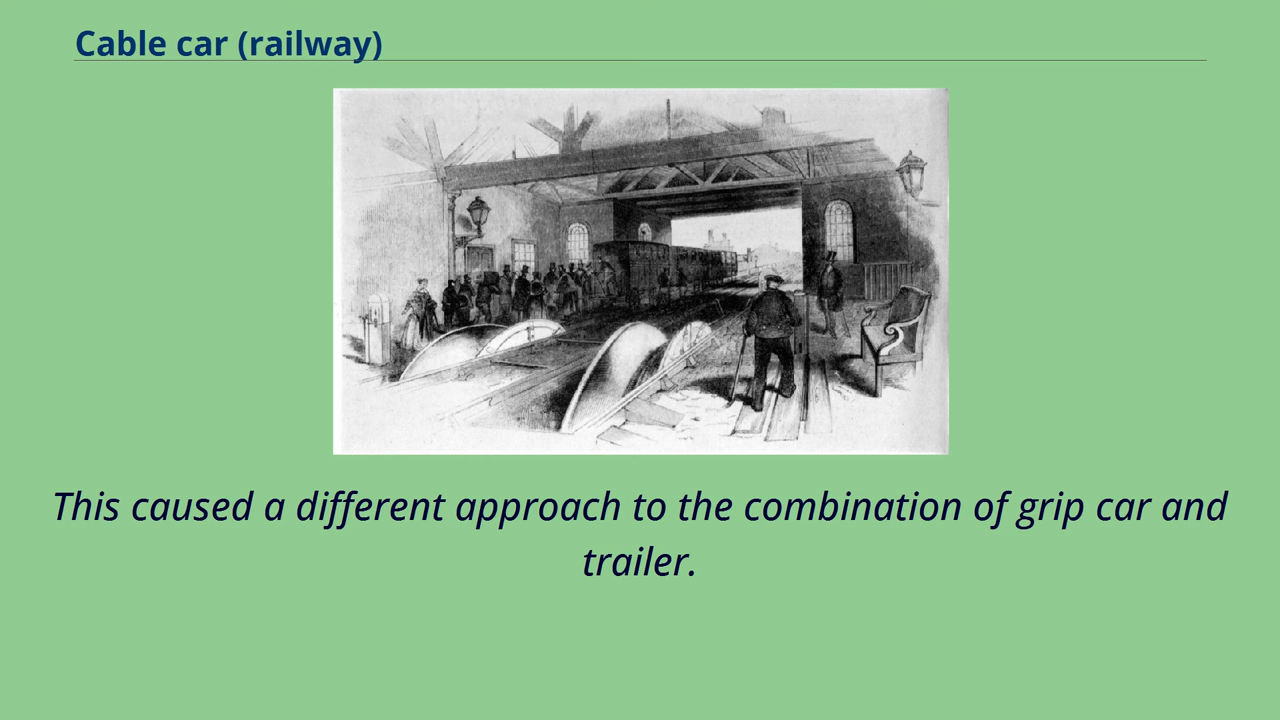 Cable car (railway)
This caused a different approach to the combination of grip car and
trailer.